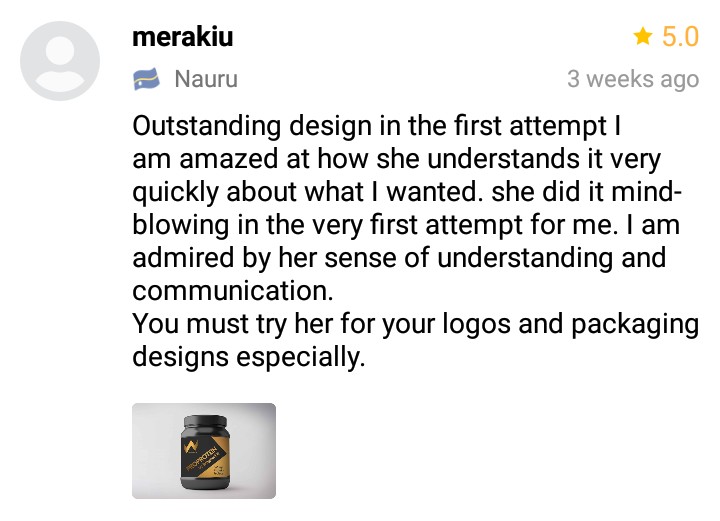 merakiu
5.0
Nauru
3 weeks ago
Outstanding design in the first attempt I
am amazed at how she understands it very
quickly about what I wanted. she did it mind-
blowing in the very first attempt for me. I am
admired by her sense of understanding and
communication.
You must try her for your logos and packaging
designs especially.